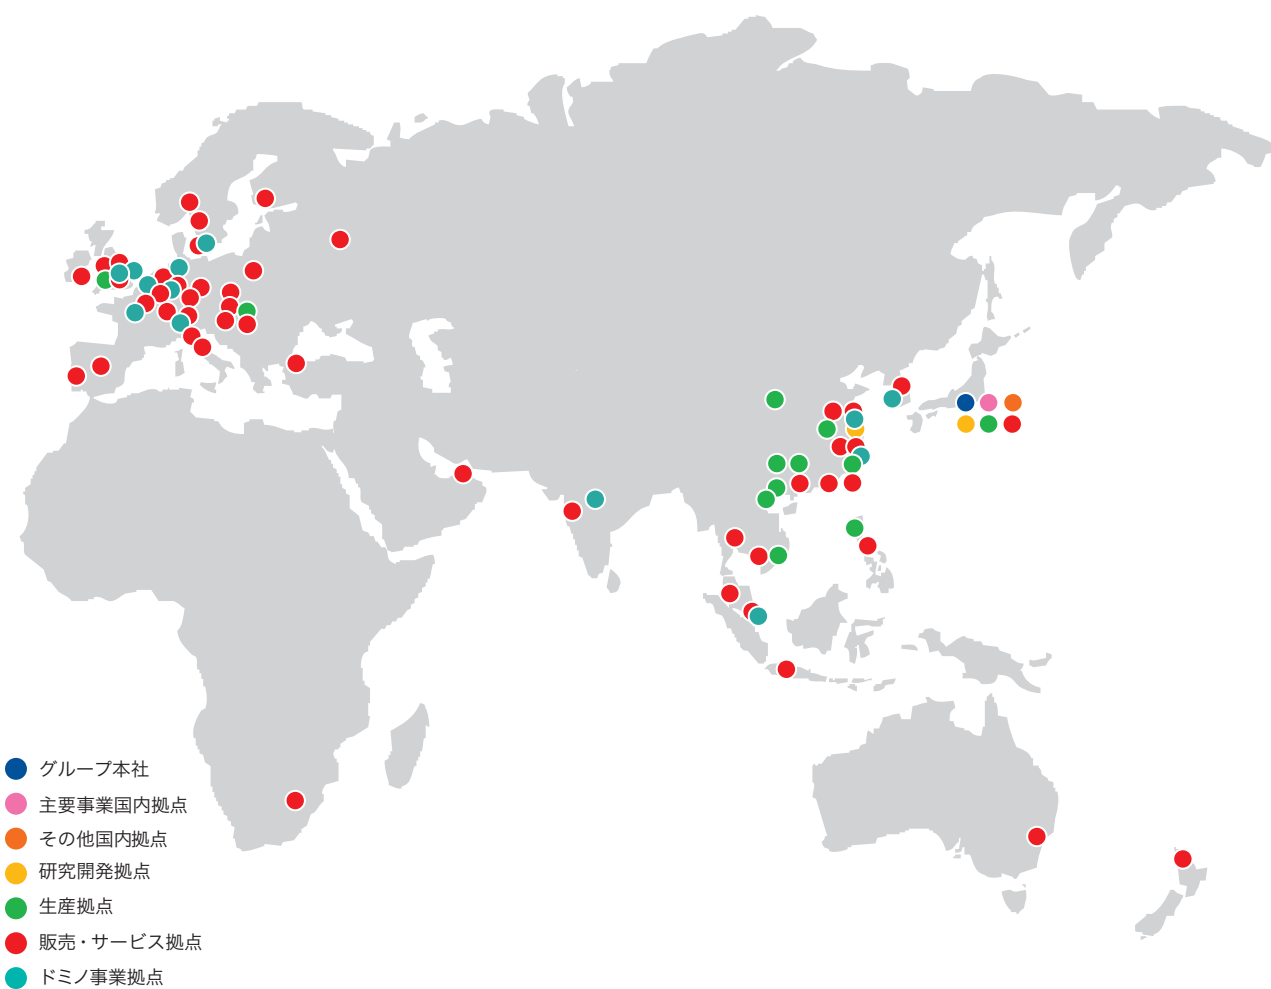 グループ本社
主要事業国内拠点
その他国内拠点
研究開発拠点
生産拠点
販売・サービス拠点
ドミノ事業拠点